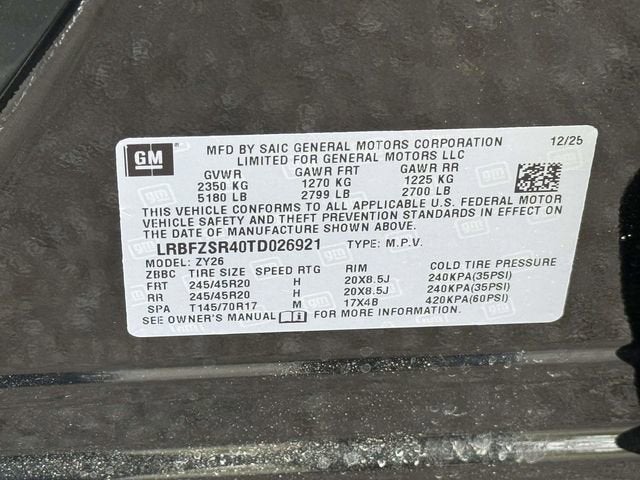 GM
MFD BY SAIC GENERAL MOTORS CORPORATION 12/25
LIMITED FOR GENERAL MOTORS LLC
GVWR GAWR FRT GAWR RR
2350 KG 1270 KG 1225 KG
5180 LB 2799 LB 2700 LB
THIS VEHICLE CONFORMS TO ALL APPLICABLE U.S. FEDERAL MOTOR
VEHICLE SAFETY AND THEFT PREVENTION STANDARDS IN EFFECT ON
THE DATE OF MANUFACTURE SHOWN ABOVE.
LRBFZSR40TD026921 TYPE: M.P.V.
MODEL: ZY26
ZBBC TIRE SIZE SPEED RTG RIM COLD TIRE PRESSURE
FRT 245/45R20 H 20X8.5J 240KPA(35PSI)
RR 245/45R20 H 20X8.5J 240KPA(35PSI)
SPA T145/70R17 M 17X4B 420KPA(60PSI)
SEE OWNER'S MANUAL FOR MORE INFORMATION.